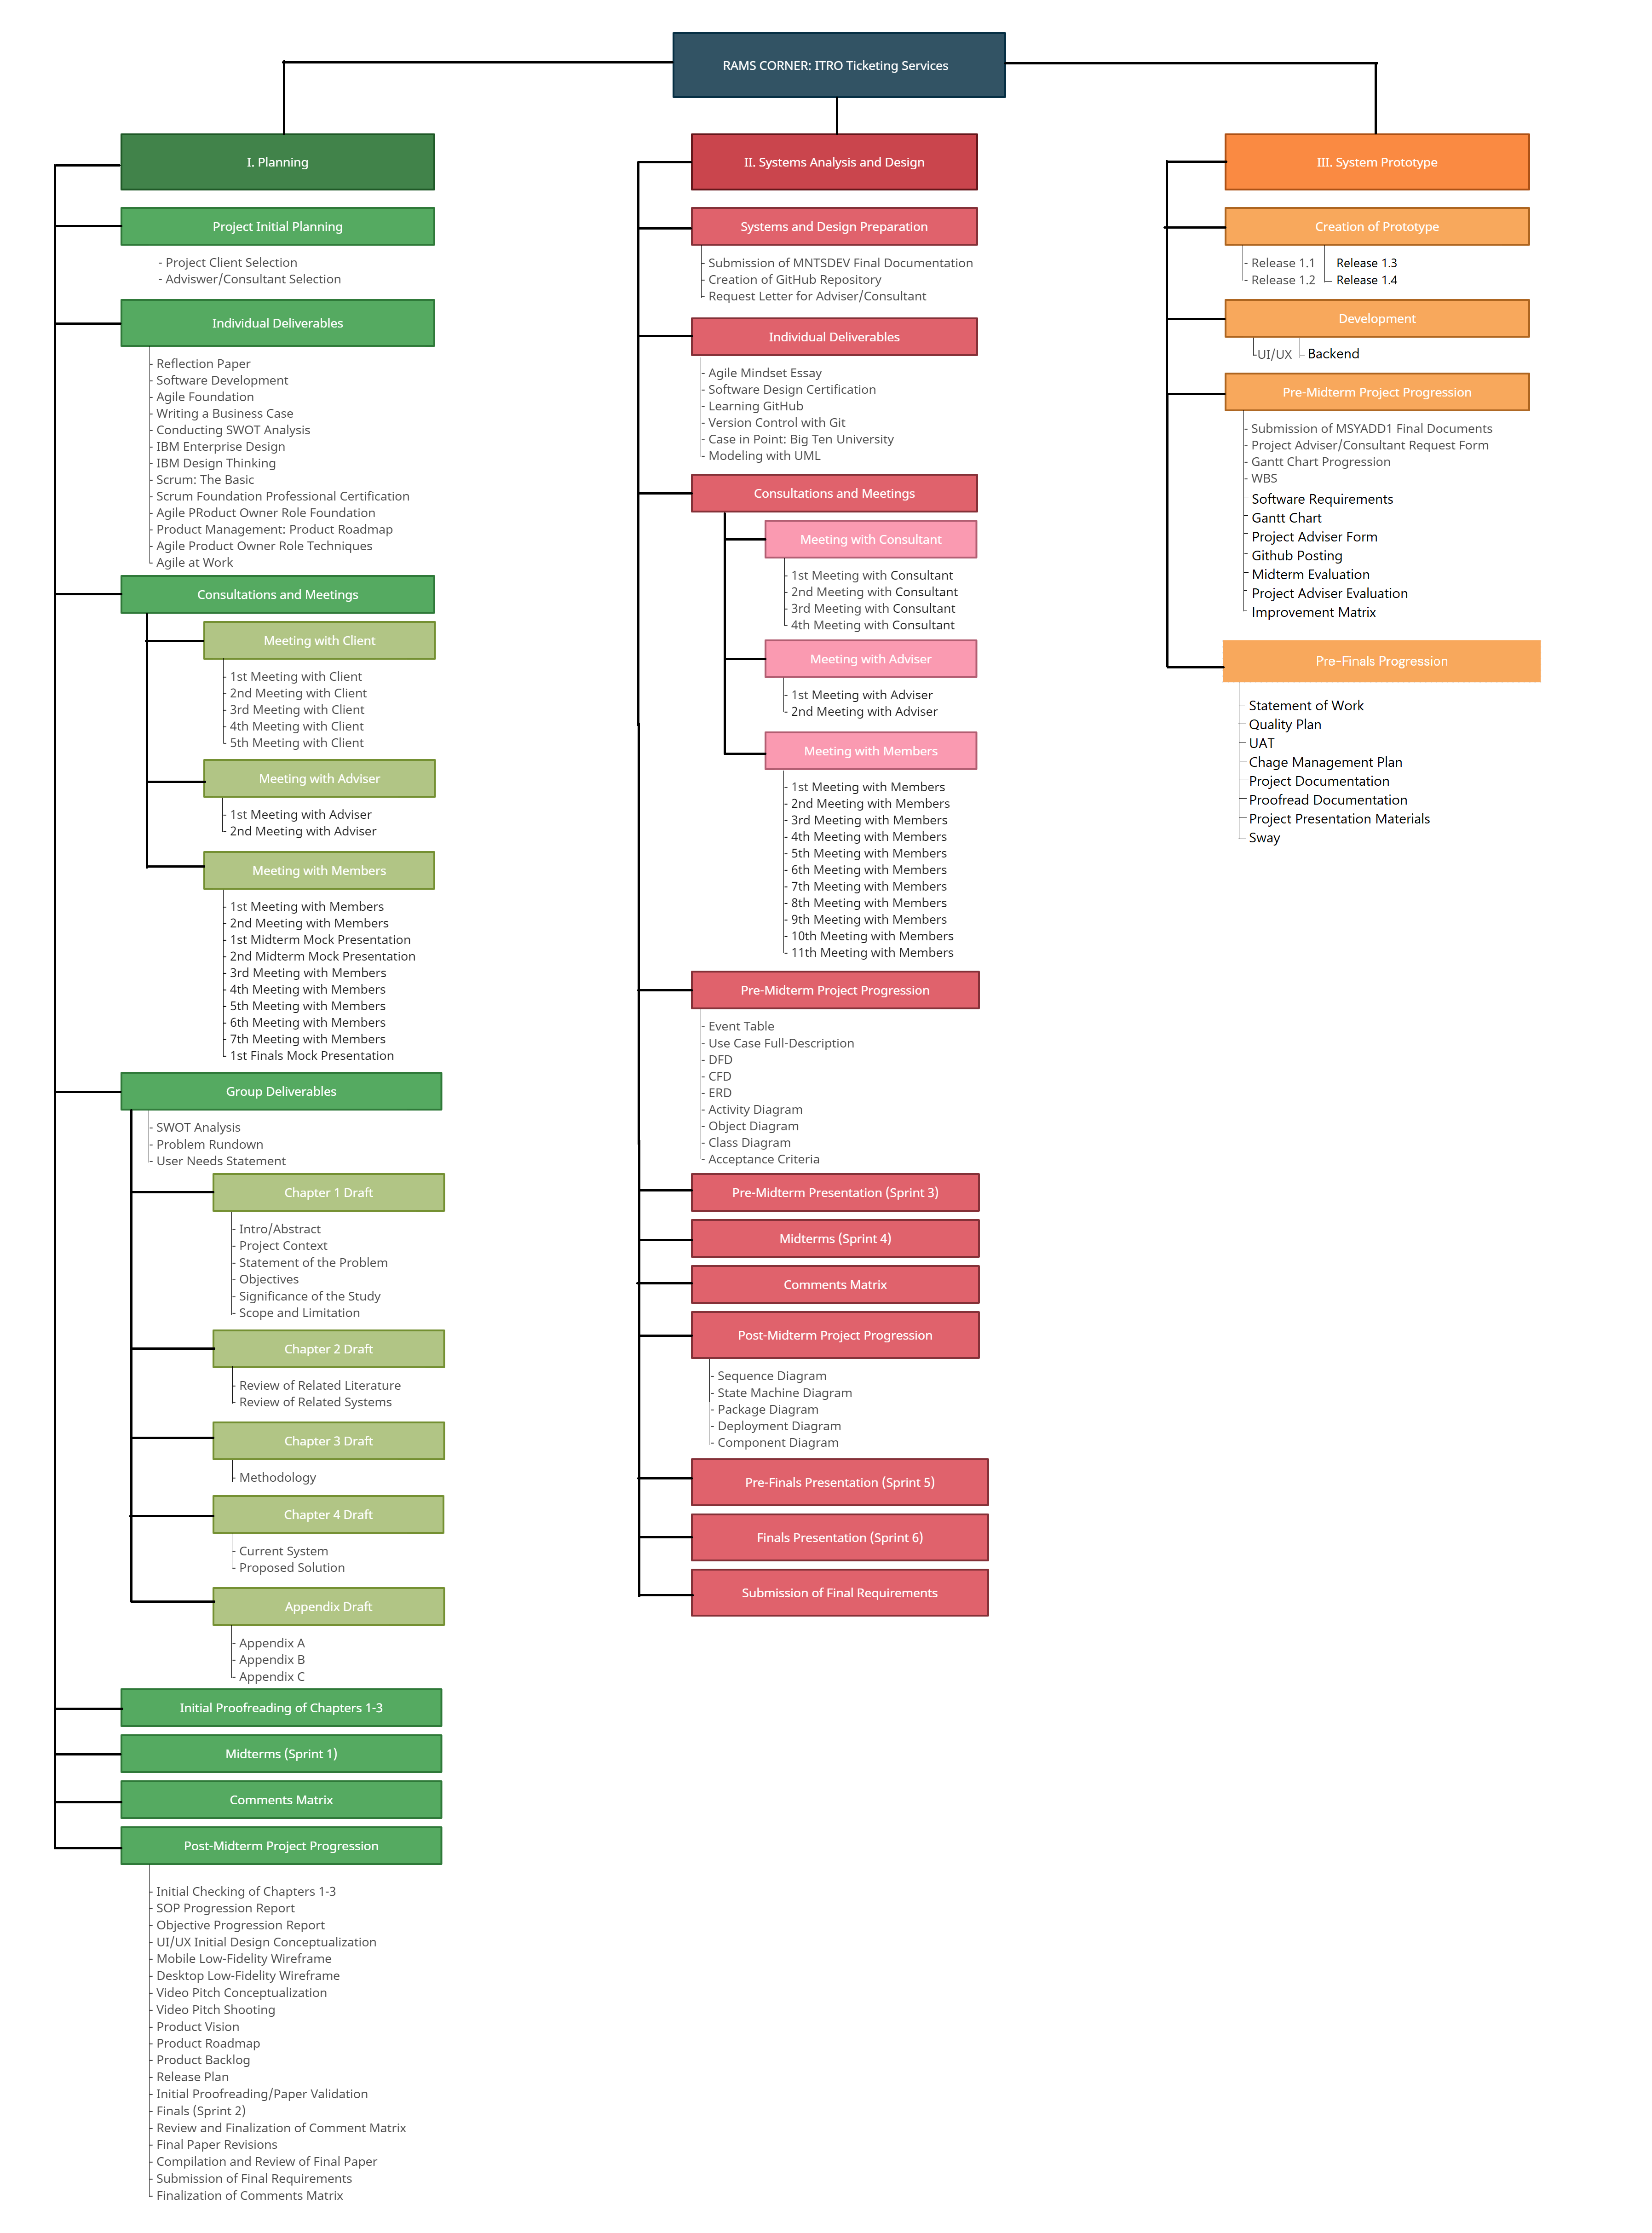 RAMS CORNER: ITRO Ticketing Services
I. Planning
Project Initial Planning
- Project Client Selection
- Adviswer/Consultant Selection
Individual Deliverables
- Reflection Paper
- Software Development
- Agile Foundation
- Writing a Business Case
- Conducting SWOT Analysis
- IBM Enterprise Design
- IBM Design Thinking
- Scrum: The Basic
- Scrum Foundation Professional Certification
- Agile PRoduct Owner Role Foundation
- Product Management: Product Roadmap
- Agile Product Owner Role Techniques
- Agile at Work
Consultations and Meetings
Meeting with Client
- 1st Meeting with Client
- 2nd Meeting with Client
- 3rd Meeting with Client
- 4th Meeting with Client
- 5th Meeting with Client
Meeting with Adviser
- 1st Meeting with Adviser
- 2nd Meeting with Adviser
Meeting with Members
- 1st Meeting with Members
- 2nd Meeting with Members
- 1st Midterm Mock Presentation
- 2nd Midterm Mock Presentation
- 3rd Meeting with Members
- 4th Meeting with Members
- 5th Meeting with Members
- 6th Meeting with Members
- 7th Meeting with Members
- 1st Finals Mock Presentation
Group Deliverables
- SWOT Analysis
- Problem Rundown
- User Needs Statement
Chapter 1 Draft
- Intro/Abstract
- Project Context
- Statement of the Problem
- Objectives
- Significance of the Study
- Scope and Limitation
Chapter 2 Draft
- Review of Related Literature
- Review of Related Systems
Chapter 3 Draft
- Methodology
Chapter 4 Draft
- Current System
- Proposed Solution
Appendix Draft
- Appendix A
- Appendix B
- Appendix C
Initial Proofreading of Chapters 1-3
Midterms (Sprint 1)
Comments Matrix
Post-Midterm Project Progression
- Initial Checking of Chapters 1-3
- SOP Progression Report
- Objective Progression Report
- UI/UX Initial Design Conceptualization
- Mobile Low-Fidelity Wireframe
- Desktop Low-Fidelity Wireframe
- Video Pitch Conceptualization
- Video Pitch Shooting
- Product Vision
- Product Roadmap
- Product Backlog
- Release Plan
- Initial Proofreading/Paper Validation
- Finals (Sprint 2)
- Review and Finalization of Comment Matrix
- Final Paper Revisions
- Compilation and Review of Final Paper
- Submission of Final Requirements
- Finalization of Comments Matrix
II. Systems Analysis and Design
Systems and Design Preparation
- Submission of MNTSDEV Final Documentation
- Creation of GitHub Repository
- Request Letter for Adviser/Consultant
Individual Deliverables
- Agile Mindset Essay
- Software Design Certification
- Learning GitHub
- Version Control with Git
- Case in Point: Big Ten University
- Modeling with UML
Consultations and Meetings
Meeting with Consultant
- 1st Meeting with Consultant
- 2nd Meeting with Consultant
- 3rd Meeting with Consultant
- 4th Meeting with Consultant
Meeting with Adviser
- 1st Meeting with Adviser
- 2nd Meeting with Adviser
Meeting with Members
- 1st Meeting with Members
- 2nd Meeting with Members
- 3rd Meeting with Members
- 4th Meeting with Members
- 5th Meeting with Members
- 6th Meeting with Members
- 7th Meeting with Members
- 8th Meeting with Members
- 9th Meeting with Members
- 10th Meeting with Members
- 11th Meeting with Members
Pre-Midterm Project Progression
- Event Table
- Use Case Full-Description
- DFD
- CFD
- ERD
- Activity Diagram
- Object Diagram
- Class Diagram
- Acceptance Criteria
Pre-Midterm Presentation (Sprint 3)
Midterms (Sprint 4)
Comments Matrix
Post-Midterm Project Progression
- Sequence Diagram
- State Machine Diagram
- Package Diagram
- Deployment Diagram
- Component Diagram
Pre-Finals Presentation (Sprint 5)
Finals Presentation (Sprint 6)
Submission of Final Requirements
III. System Prototype
Creation of Prototype
- Release 1.1
- Release 1.2
Release 1.3
Release 1.4
Development
-UI/UX
Backend
Pre-Midterm Project Progression
- Submission of MSYADD1 Final Documents
- Project Adviser/Consultant Request Form
- Gantt Chart Progression
- WBS
Software Requirements
Gantt Chart
Project Adviser Form
Github Posting
Midterm Evaluation
Project Adviser Evaluation
Improvement Matrix
Pre-Finals Progression
Statement of Work
Quality Plan
UAT
Chage Management Plan
Project Documentation
Proofread Documentation
Project Presentation Materials
Sway